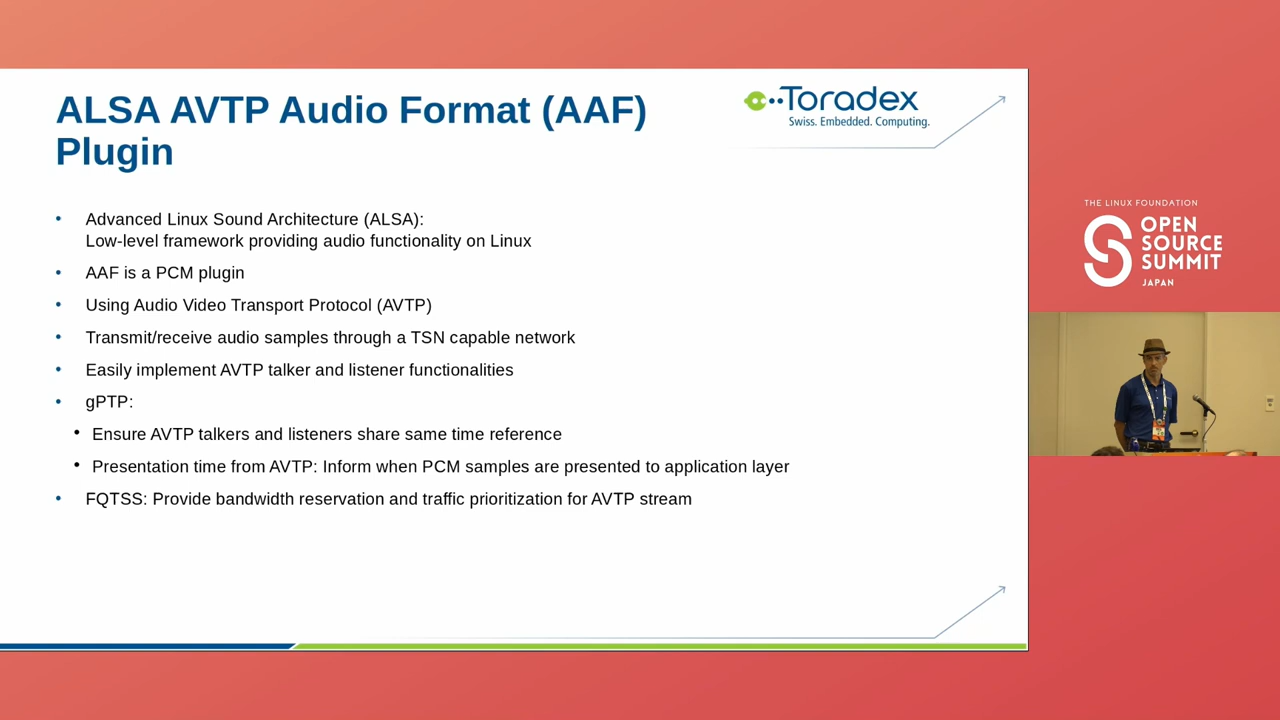 ALSA AVTP Audio Format (AAF)
Plugin
Toradex
Swiss. Embedded. Computing.
• Advanced Linux Sound Architecture (ALSA):
Low-level framework providing audio functionality on Linux
• AAF is a PCM plugin
• Using Audio Video Transport Protocol (AVTP)
• Transmit/receive audio samples through a TSN capable network
• Easily implement AVTP talker and listener functionalities
• gPTP:
• Ensure AVTP talkers and listeners share same time reference
• Presentation time from AVTP: Inform when PCM samples are presented to application layer
• FQTSS: Provide bandwidth reservation and traffic prioritization for AVTP stream
THE LINUX FOUNDATION
OPEN
SOURCE
SUMMIT
JAPAN